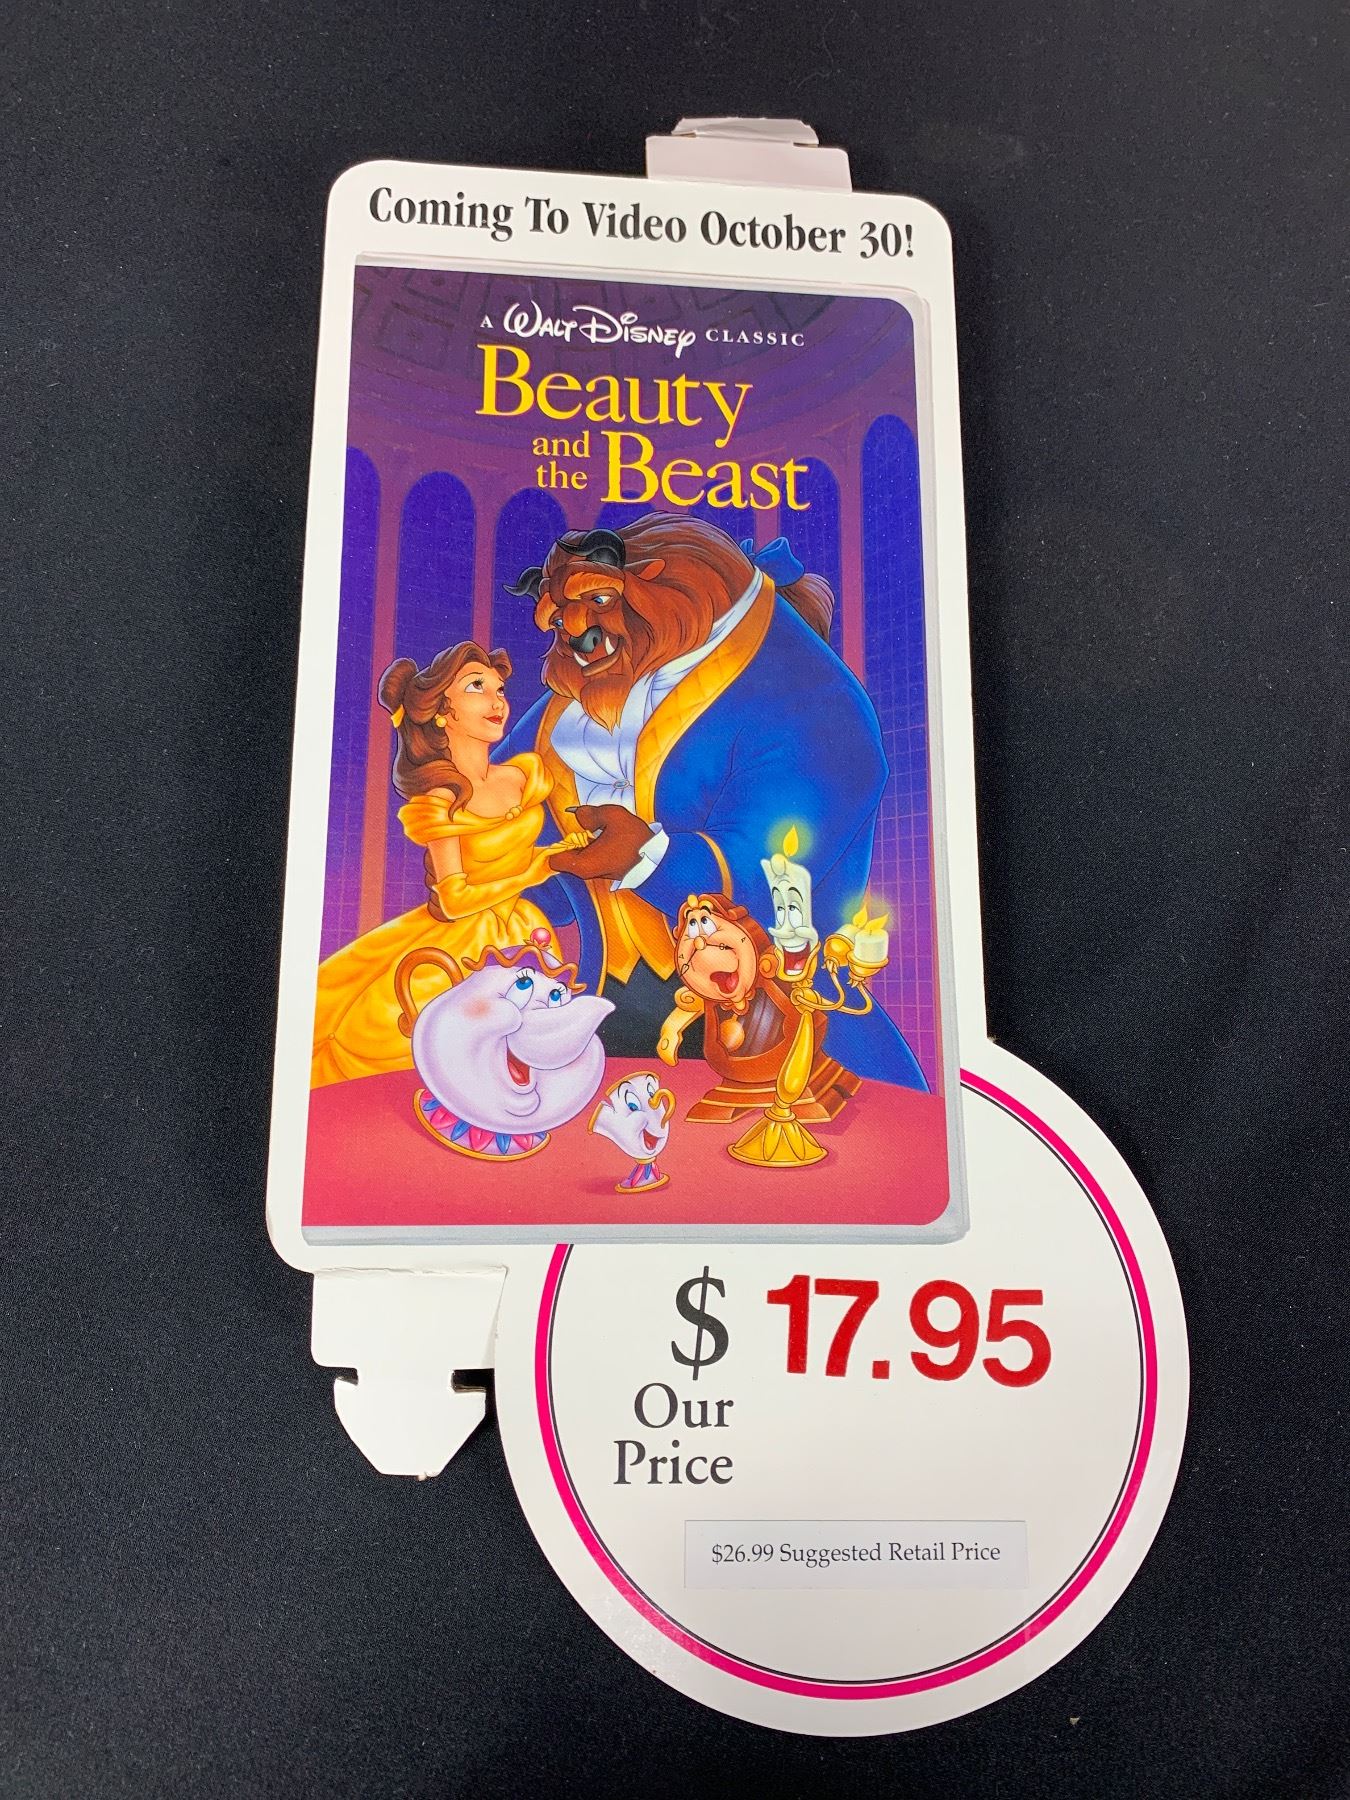 Coming To Video October 30!
A WALT DISNEY CLASSIC
Beauty
and
the Beast
$ 17.95
Our
Price
$26.99 Suggested Retail Price